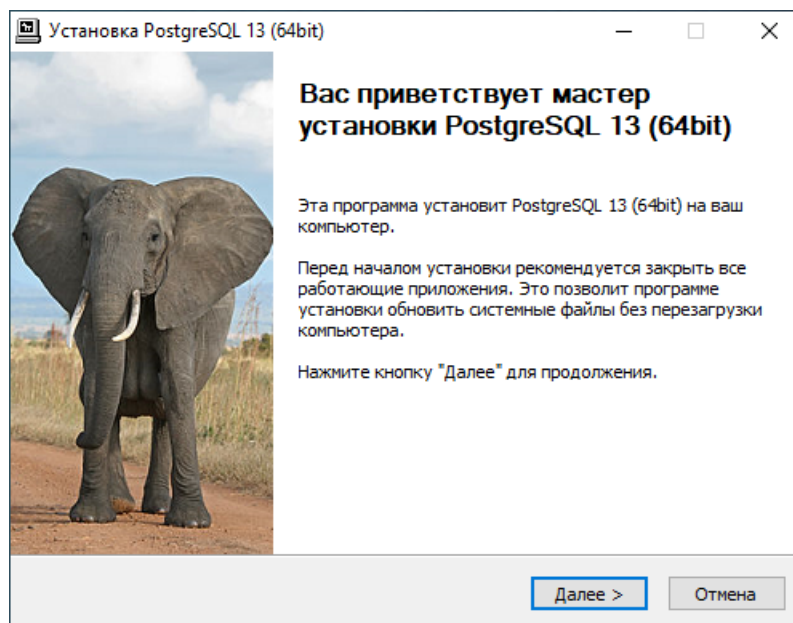 Установка PostgreSQL 13 (64bit)
Вас приветствует мастер
установки PostgreSQL 13 (64bit)
Эта программа установит PostgreSQL 13 (64bit) на ваш
компьютер.
Перед началом установки рекомендуется закрыть все
работающие приложения. Это позволит программе
установки обновить системные файлы без перезагрузки
компьютера.
Нажмите кнопку "Далее" для продолжения.
Далее >
Отмена